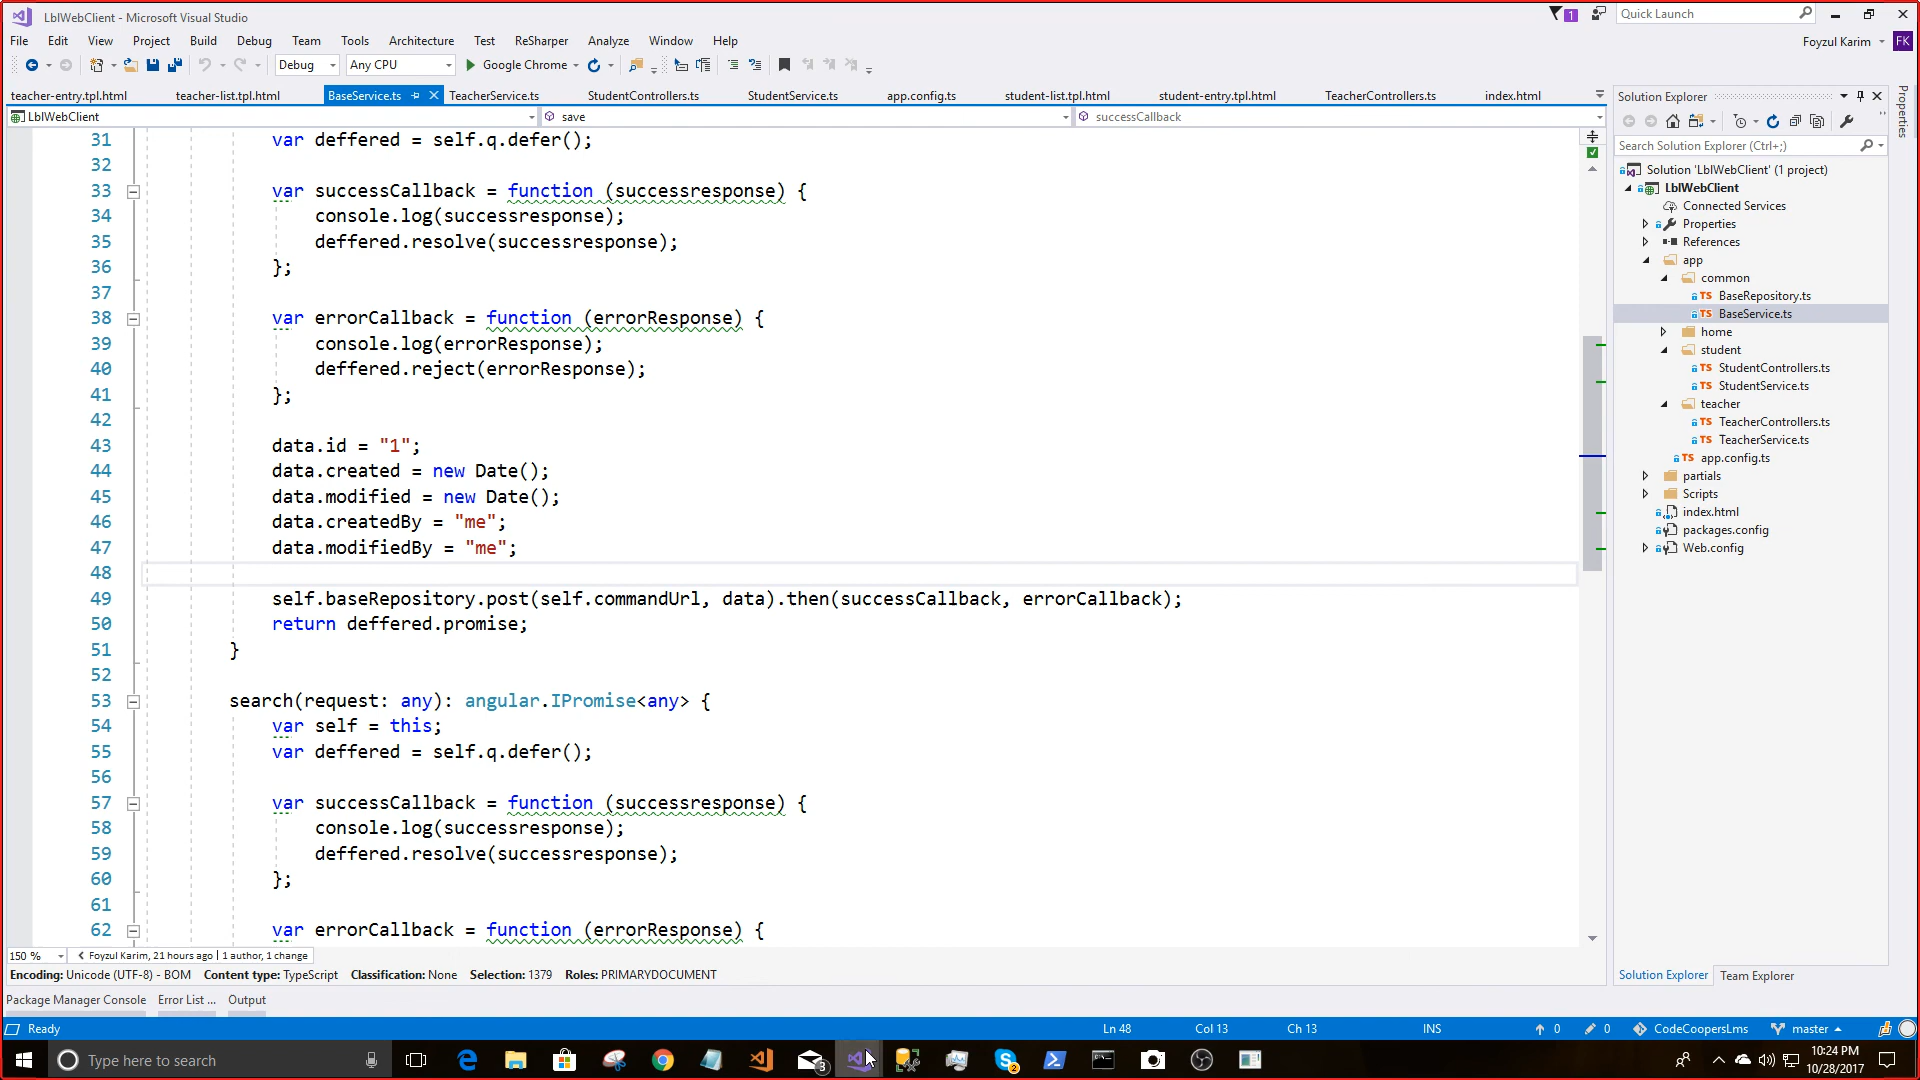 LblWebClient - Microsoft Visual Studio
1
Quick Launch
File Edit View Project Build Debug Team Tools Architecture Test ReSharper Analyze Window Help
Foyzul Karim FK
Debug Any CPU Google Chrome
teacher-entry.tpl.html teacher-list.tpl.html BaseService.ts TeacherService.ts StudentControllers.ts StudentService.ts app.config.ts student-list.tpl.html student-entry.tpl.html TeacherControllers.ts index.html
LblWebClient save successCallback
31 var deffered = self.q.defer();
32
33 var successCallback = function (successresponse) {
34 console.log(successresponse);
35 deffered.resolve(successresponse);
36 };
37
38 var errorCallback = function (errorResponse) {
39 console.log(errorResponse);
40 deffered.reject(errorResponse);
41 };
42
43 data.id = "1";
44 data.created = new Date();
45 data.modified = new Date();
46 data.createdBy = "me";
47 data.modifiedBy = "me";
48
49 self.baseRepository.post(self.commandUrl, data).then(successCallback, errorCallback);
50 return deffered.promise;
51 }
52
53 search(request: any): angular.IPromise<any> {
54 var self = this;
55 var deffered = self.q.defer();
56
57 var successCallback = function (successresponse) {
58 console.log(successresponse);
59 deffered.resolve(successresponse);
60 };
61
62 var errorCallback = function (errorResponse) {
150 % Foyzul Karim, 21 hours ago | 1 author, 1 change
Encoding: Unicode (UTF-8) - BOM Content type: TypeScript Classification: None Selection: 1379 Roles: PRIMARYDOCUMENT
Package Manager Console Error List ... Output
Solution Explorer
Search Solution Explorer (Ctrl+;)
Solution 'LblWebClient' (1 project)
LblWebClient
Connected Services
Properties
References
app
common
TS BaseRepository.ts
TS BaseService.ts
home
student
TS StudentControllers.ts
TS StudentService.ts
teacher
TS TeacherControllers.ts
TS TeacherService.ts
TS app.config.ts
partials
Scripts
index.html
packages.config
Web.config
Solution Explorer Team Explorer
Properties
Ready Ln 48 Col 13 Ch 13 INS 0 0 CodeCoopersLms master
Type here to search
3
2
10:24 PM
10/28/2017